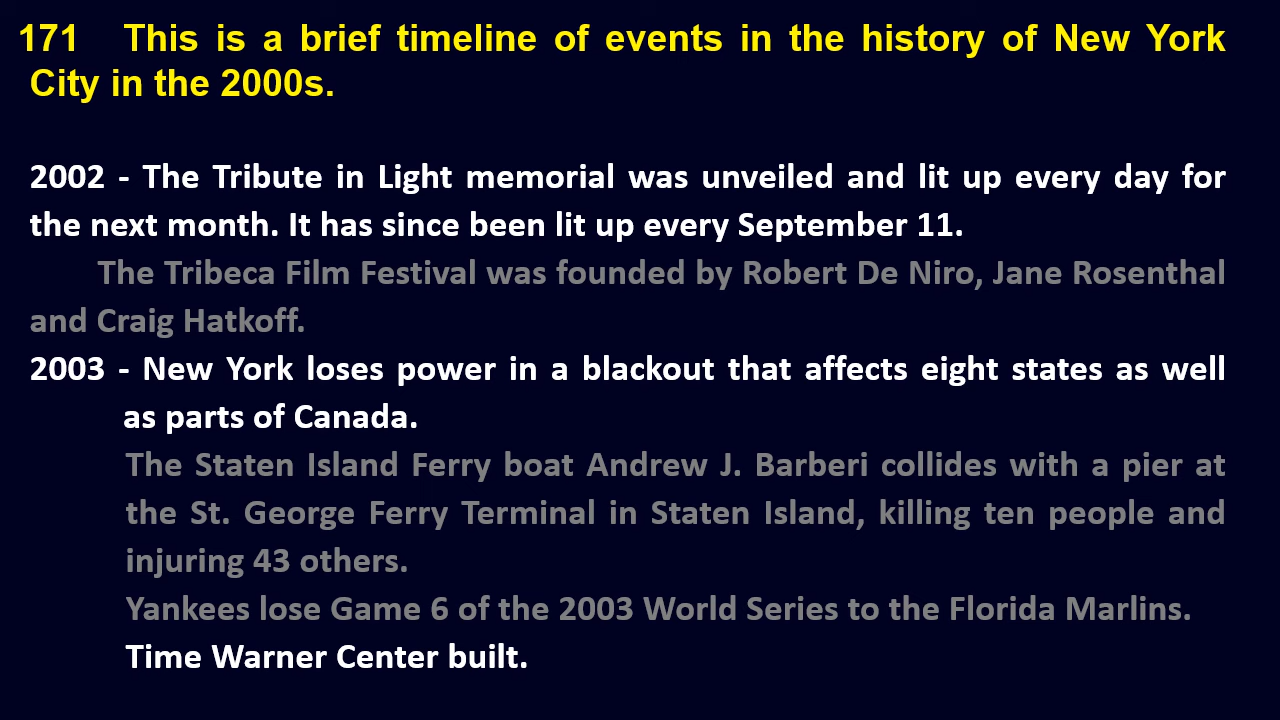 171 This is a brief timeline of events in the history of New York
City in the 2000s.
2002 - The Tribute in Light memorial was unveiled and lit up every day for
the next month. It has since been lit up every September 11.
The Tribeca Film Festival was founded by Robert De Niro, Jane Rosenthal
and Craig Hatkoff.
2003 - New York loses power in a blackout that affects eight states as well
as parts of Canada.
The Staten Island Ferry boat Andrew J. Barberi collides with a pier at
the St. George Ferry Terminal in Staten Island, killing ten people and
injuring 43 others.
Yankees lose Game 6 of the 2003 World Series to the Florida Marlins.
Time Warner Center built.